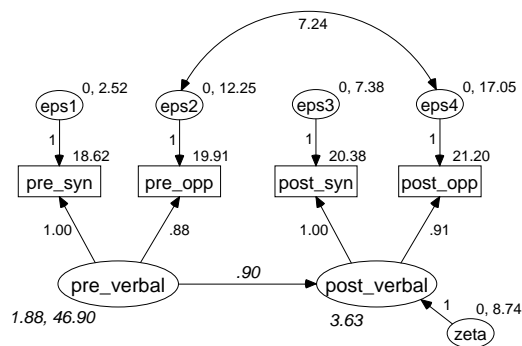 7.24
0, 2.52
0, 12.25
0, 7.38
0, 17.05
eps1
eps2
eps3
eps4
1
1
1
1
18.62
19.91
20.38
21.20
pre_syn
pre_opp
post_syn
post_opp
1.00
.88
1.00
.91
.90
pre_verbal
post_verbal
1.88, 46.90
3.63
1
0, 8.74
zeta